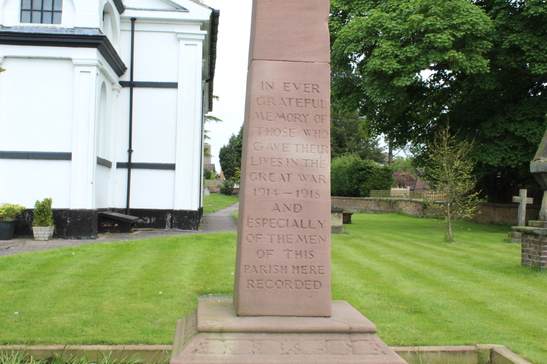 IN EVER
GRATEFUL
MEMORY OF
THOSE WHO
GAVE THEIR
LIVES IN THE
GREAT WAR
1914 – 1918
AND
ESPECIALLY
OF THE MEN
OF THIS
PARISH HERE
RECORDED